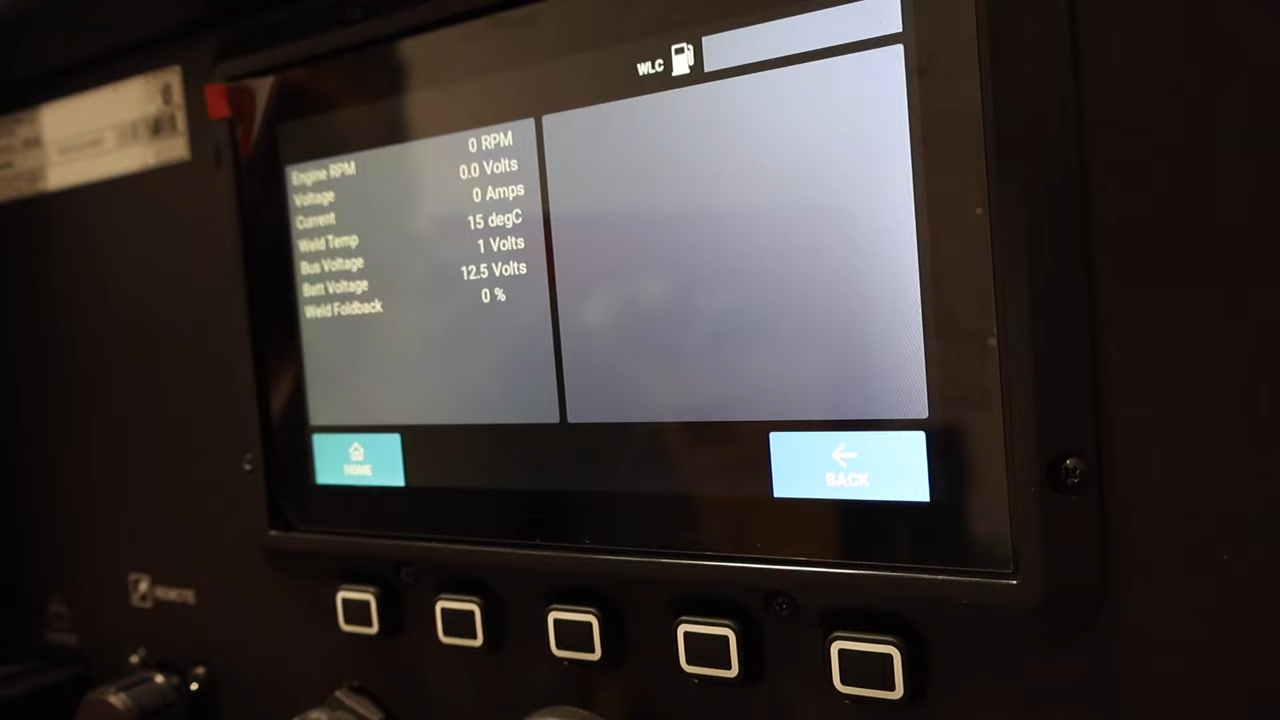 WLC
Engine RPM 0 RPM
Voltage 0.0 Volts
Current 0 Amps
Weld Temp 15 degC
Bus Voltage 1 Volts
Batt Voltage 12.5 Volts
Weld Foldback 0 %
HOME
BACK
REMOTE